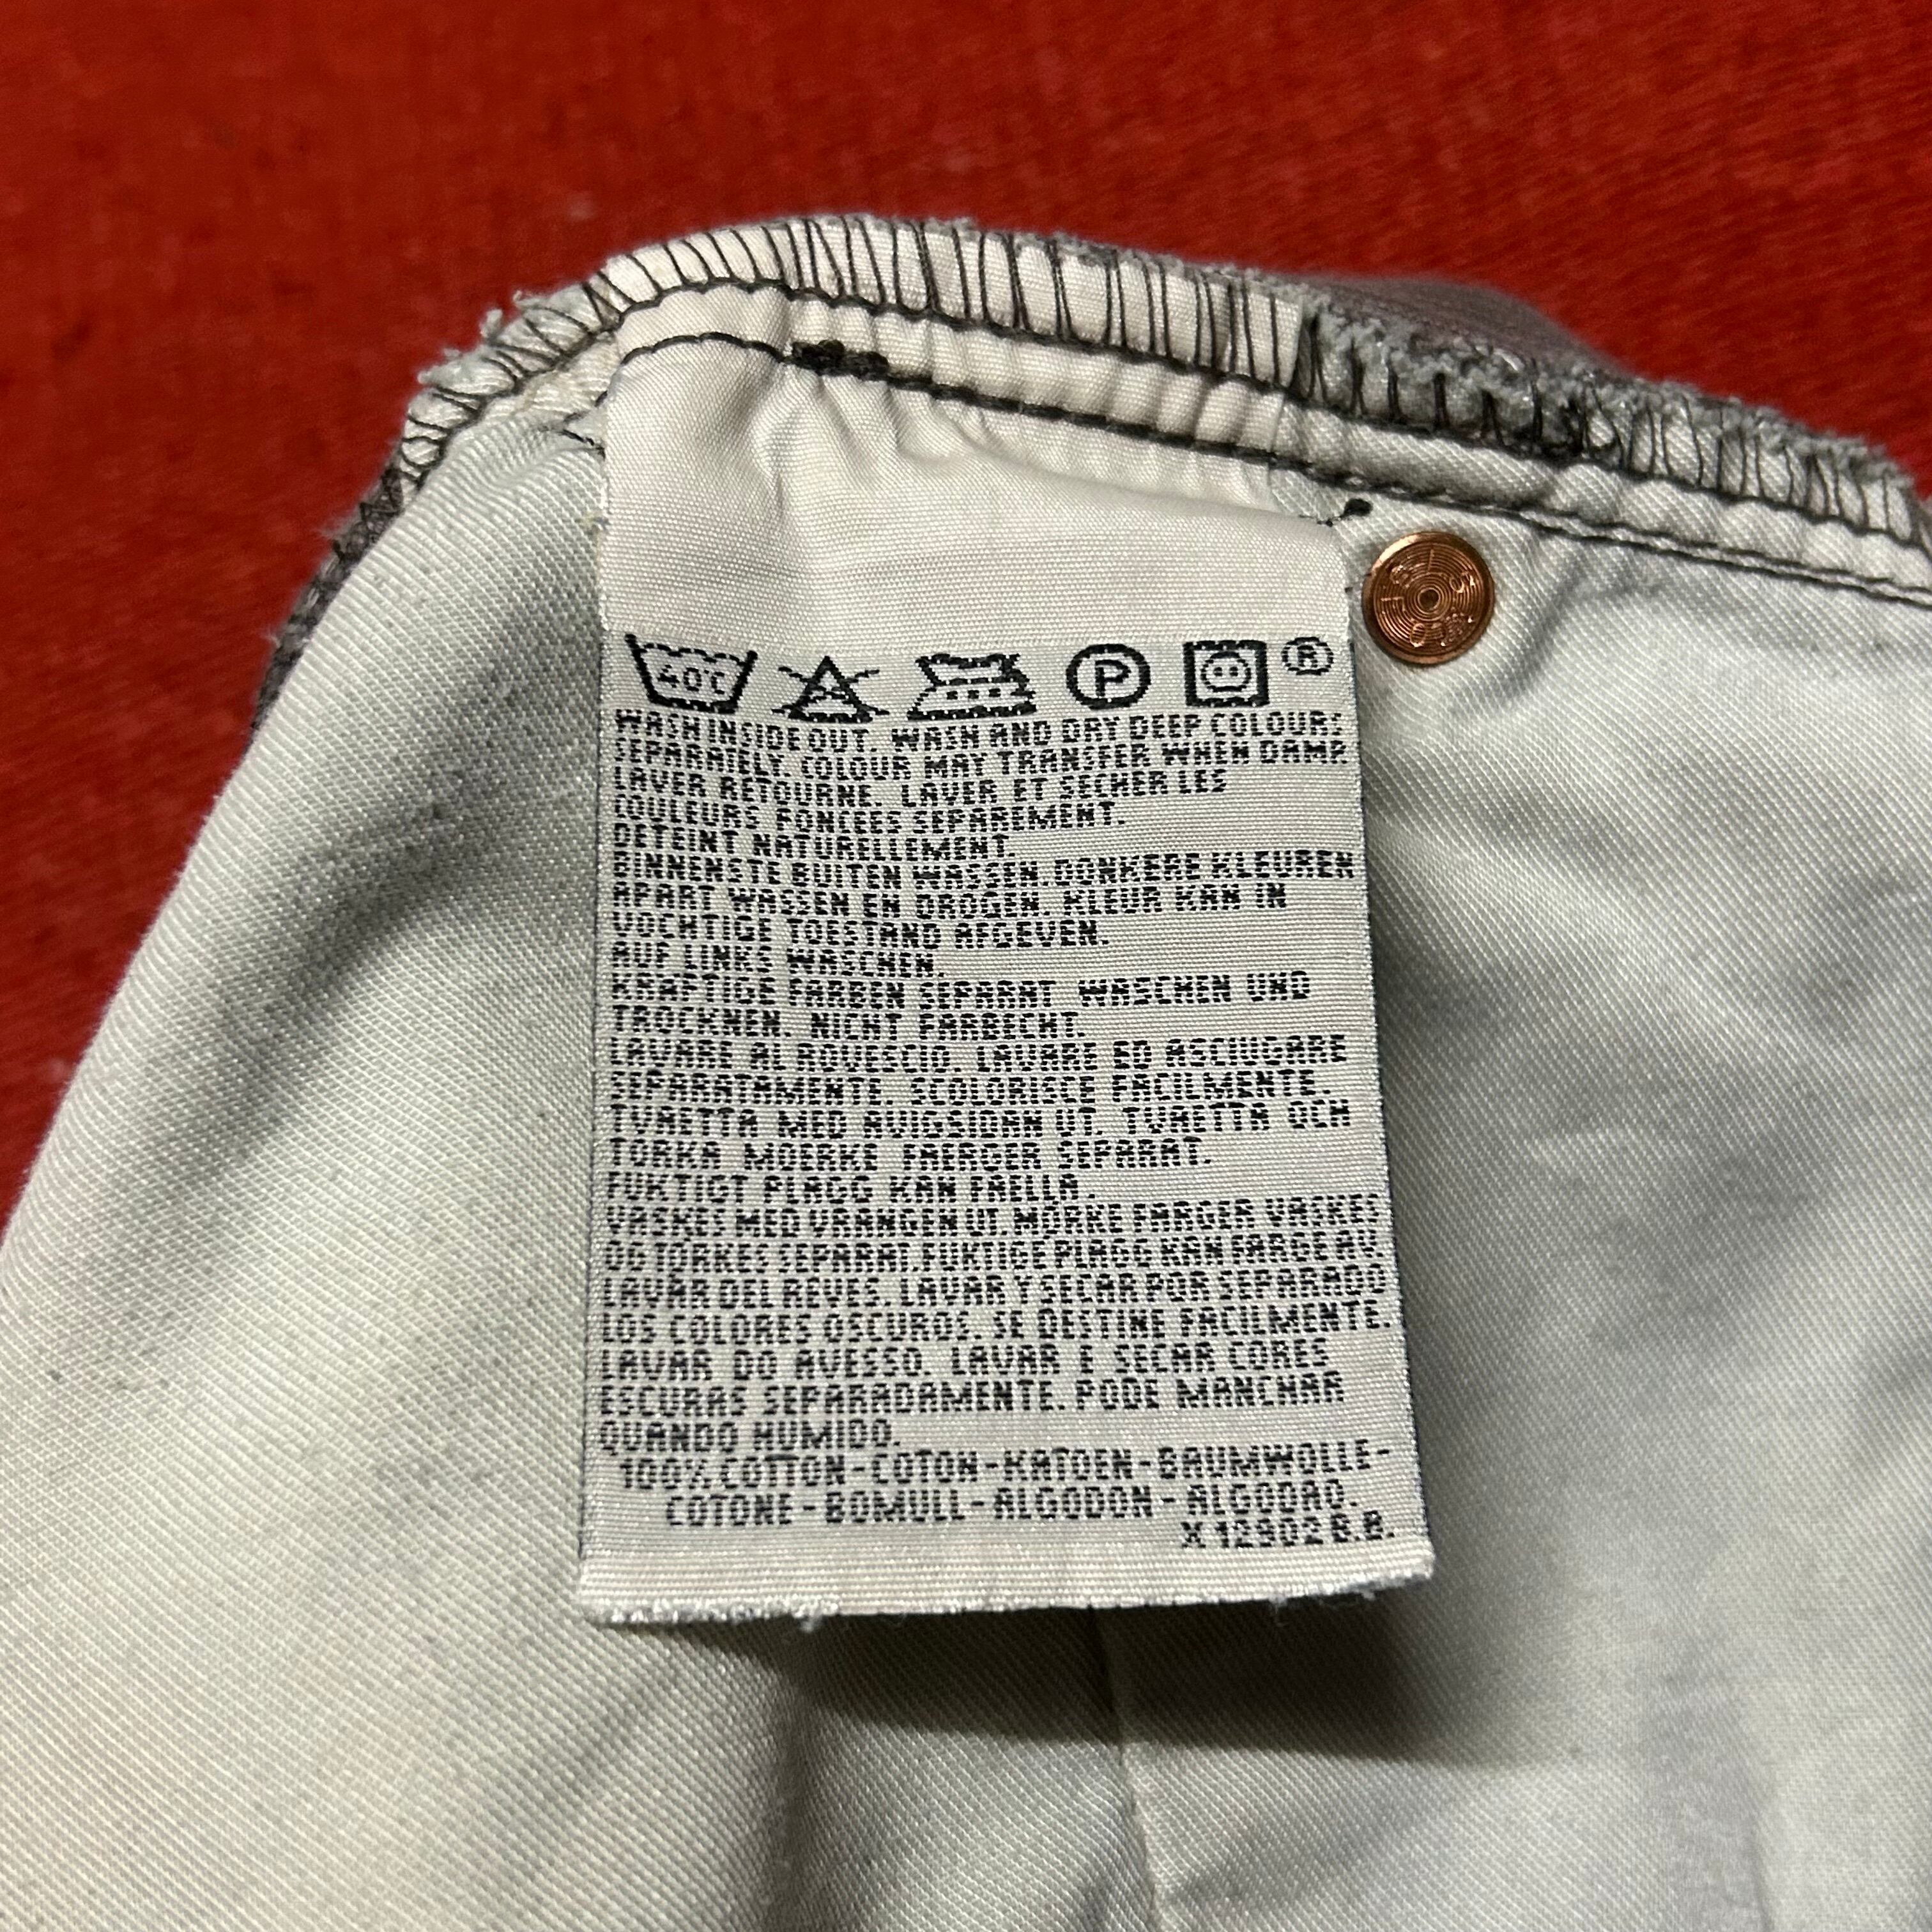 40°C P ®
WASH INSIDE OUT. WASH AND DRY DEEP COLOURS
SEPARATELY. COLOUR MAY TRANSFER WHEN DAMP.
LAVER RETOURNE. LAVER ET SECHER LES
COULEURS FONCEES SEPAREMENT.
DETEINT NATURELLEMENT.
BINNENSTE BUITEN WASSEN. DONKERE KLEUREN
APART WASSEN EN DROGEN. KLEUR KAN IN
VOCHTIGE TOESTAND AFGEVEN.
AUF LINKS WASCHEN.
KRAFTIGE FARBEN SEPARAT WASCHEN UND
TROCKNEN. NICHT FARBECHT.
LAVARE AL ROVESCIO. LAVARE ED ASCIUGARE
SEPARATAMENTE. SCOLORISCE FACILMENTE.
TVAETTA MED AVIGSIDAN UT. TVAETTA OCH
TORKA MOERKE FAERGER SEPARAT.
FUKTIGT PLAGG KAN FAELLA.
VASKES MED VRANGEN UT. MORKE FARGER VASKES
OG TORKES SEPARAT. FUKTIGE PLAGG KAN FARGE AV.
LAVAR DEL REVES. LAVAR Y SECAR POR SEPARADO
LOS COLORES OSCUROS. SE DESTINE FACILMENTE.
LAVAR DO AVESSO. LAVAR E SECAR CORES
ESCURAS SEPARADAMENTE. PODE MANCHAR
QUANDO HUMIDO.
100% COTTON-COTON-KATOEN-BAUMWOLLE-
COTONE-BOMULL-ALGODON-ALGODAO.
X 12902 B.B.